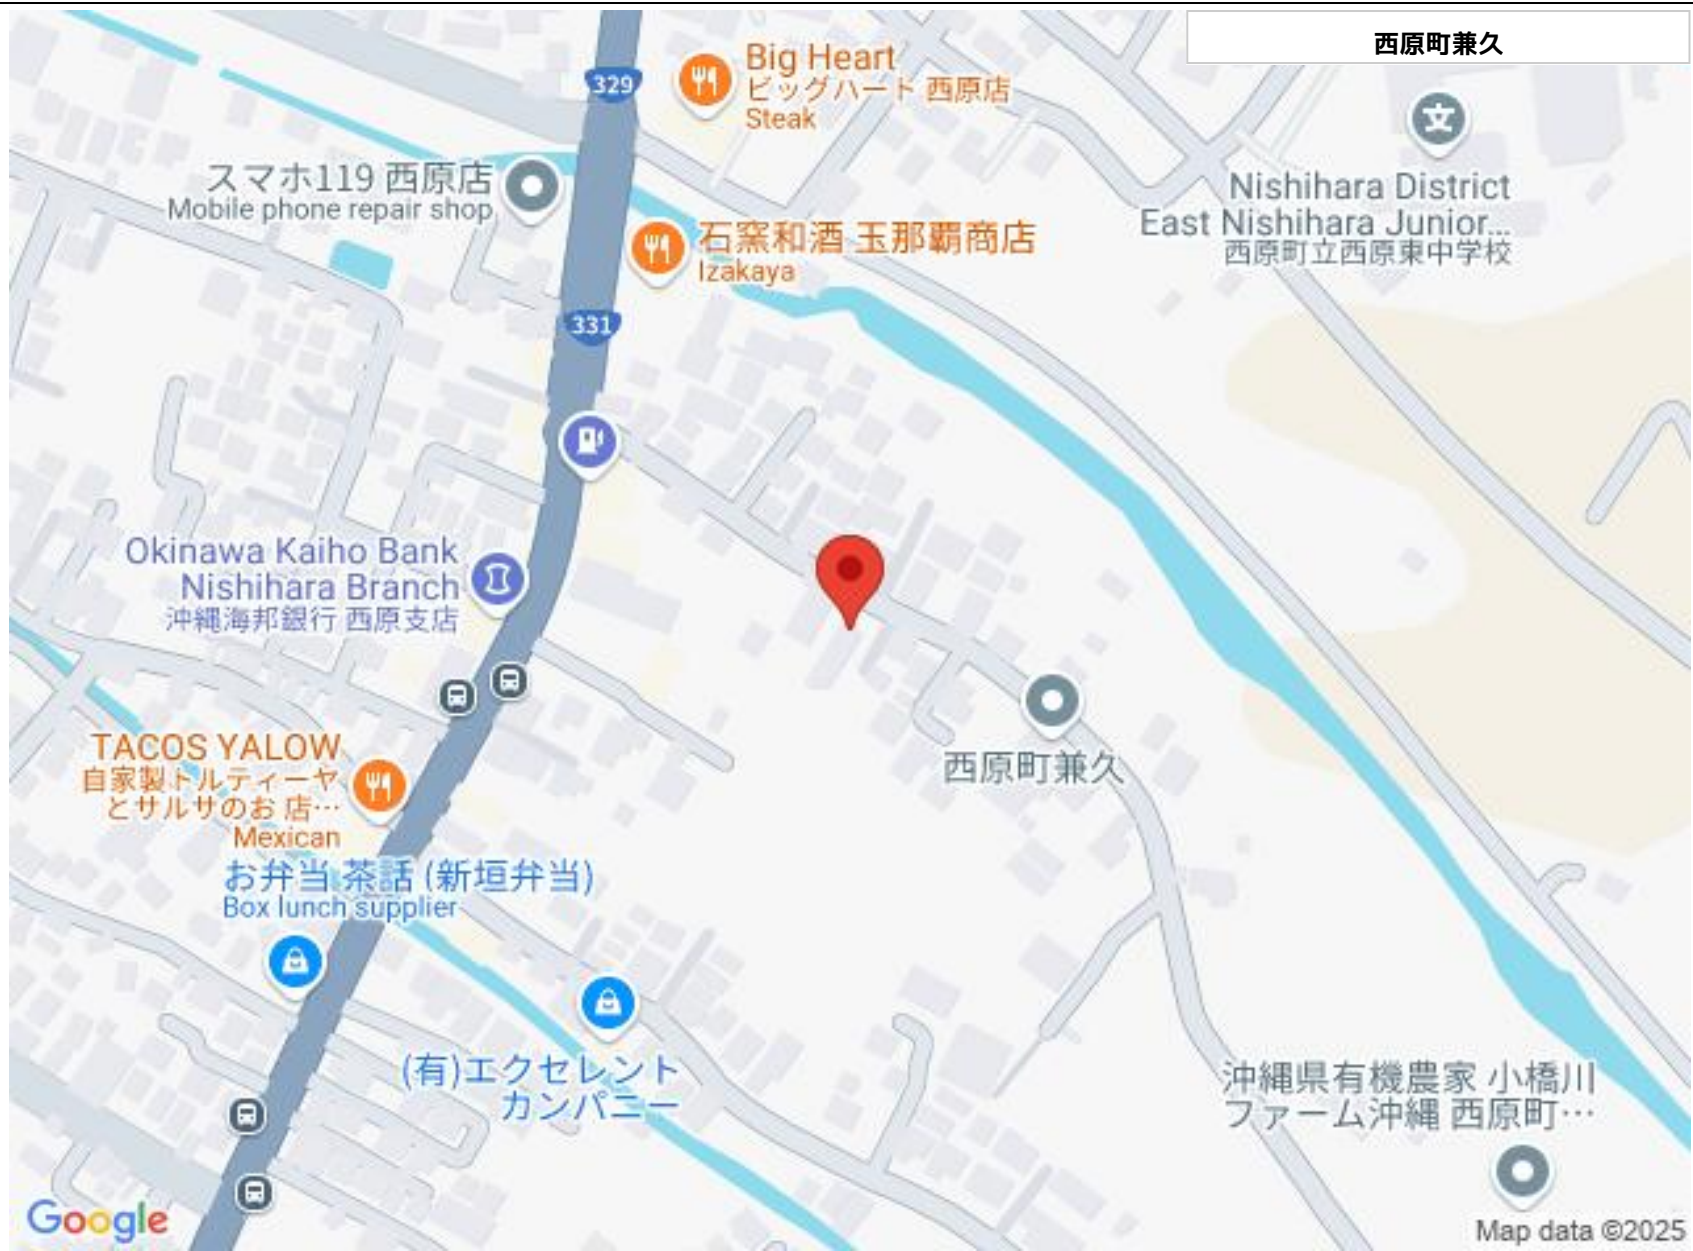 西原町兼久
329
Big Heart
ビッグハート 西原店
Steak
スマホ119 西原店
Mobile phone repair shop
Nishihara District
East Nishihara Junior...
西原町立西原東中学校
石窯和酒 玉那覇商店
Izakaya
331
Okinawa Kaiho Bank
Nishihara Branch
沖縄海邦銀行 西原支店
西原町兼久
TACOS YALOW
自家製トルティーヤ
とサルサのお 店…
Mexican
お弁当 茶話 (新垣弁当)
Box lunch supplier
(有)エクセレント
カンパニー
沖縄県有機農家 小橋川
ファーム沖縄 西原町…
Google
Map data ©2025